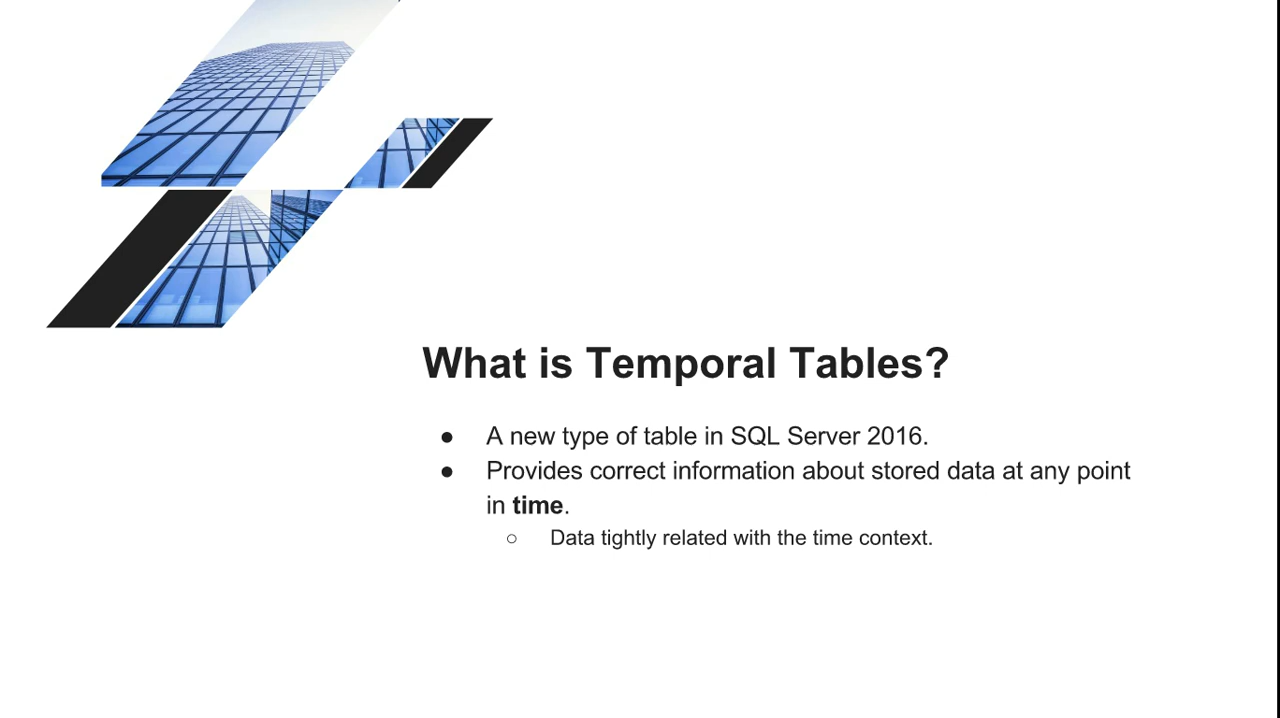 What is Temporal Tables?
● A new type of table in SQL Server 2016.
● Provides correct information about stored data at any point
in time.
○ Data tightly related with the time context.